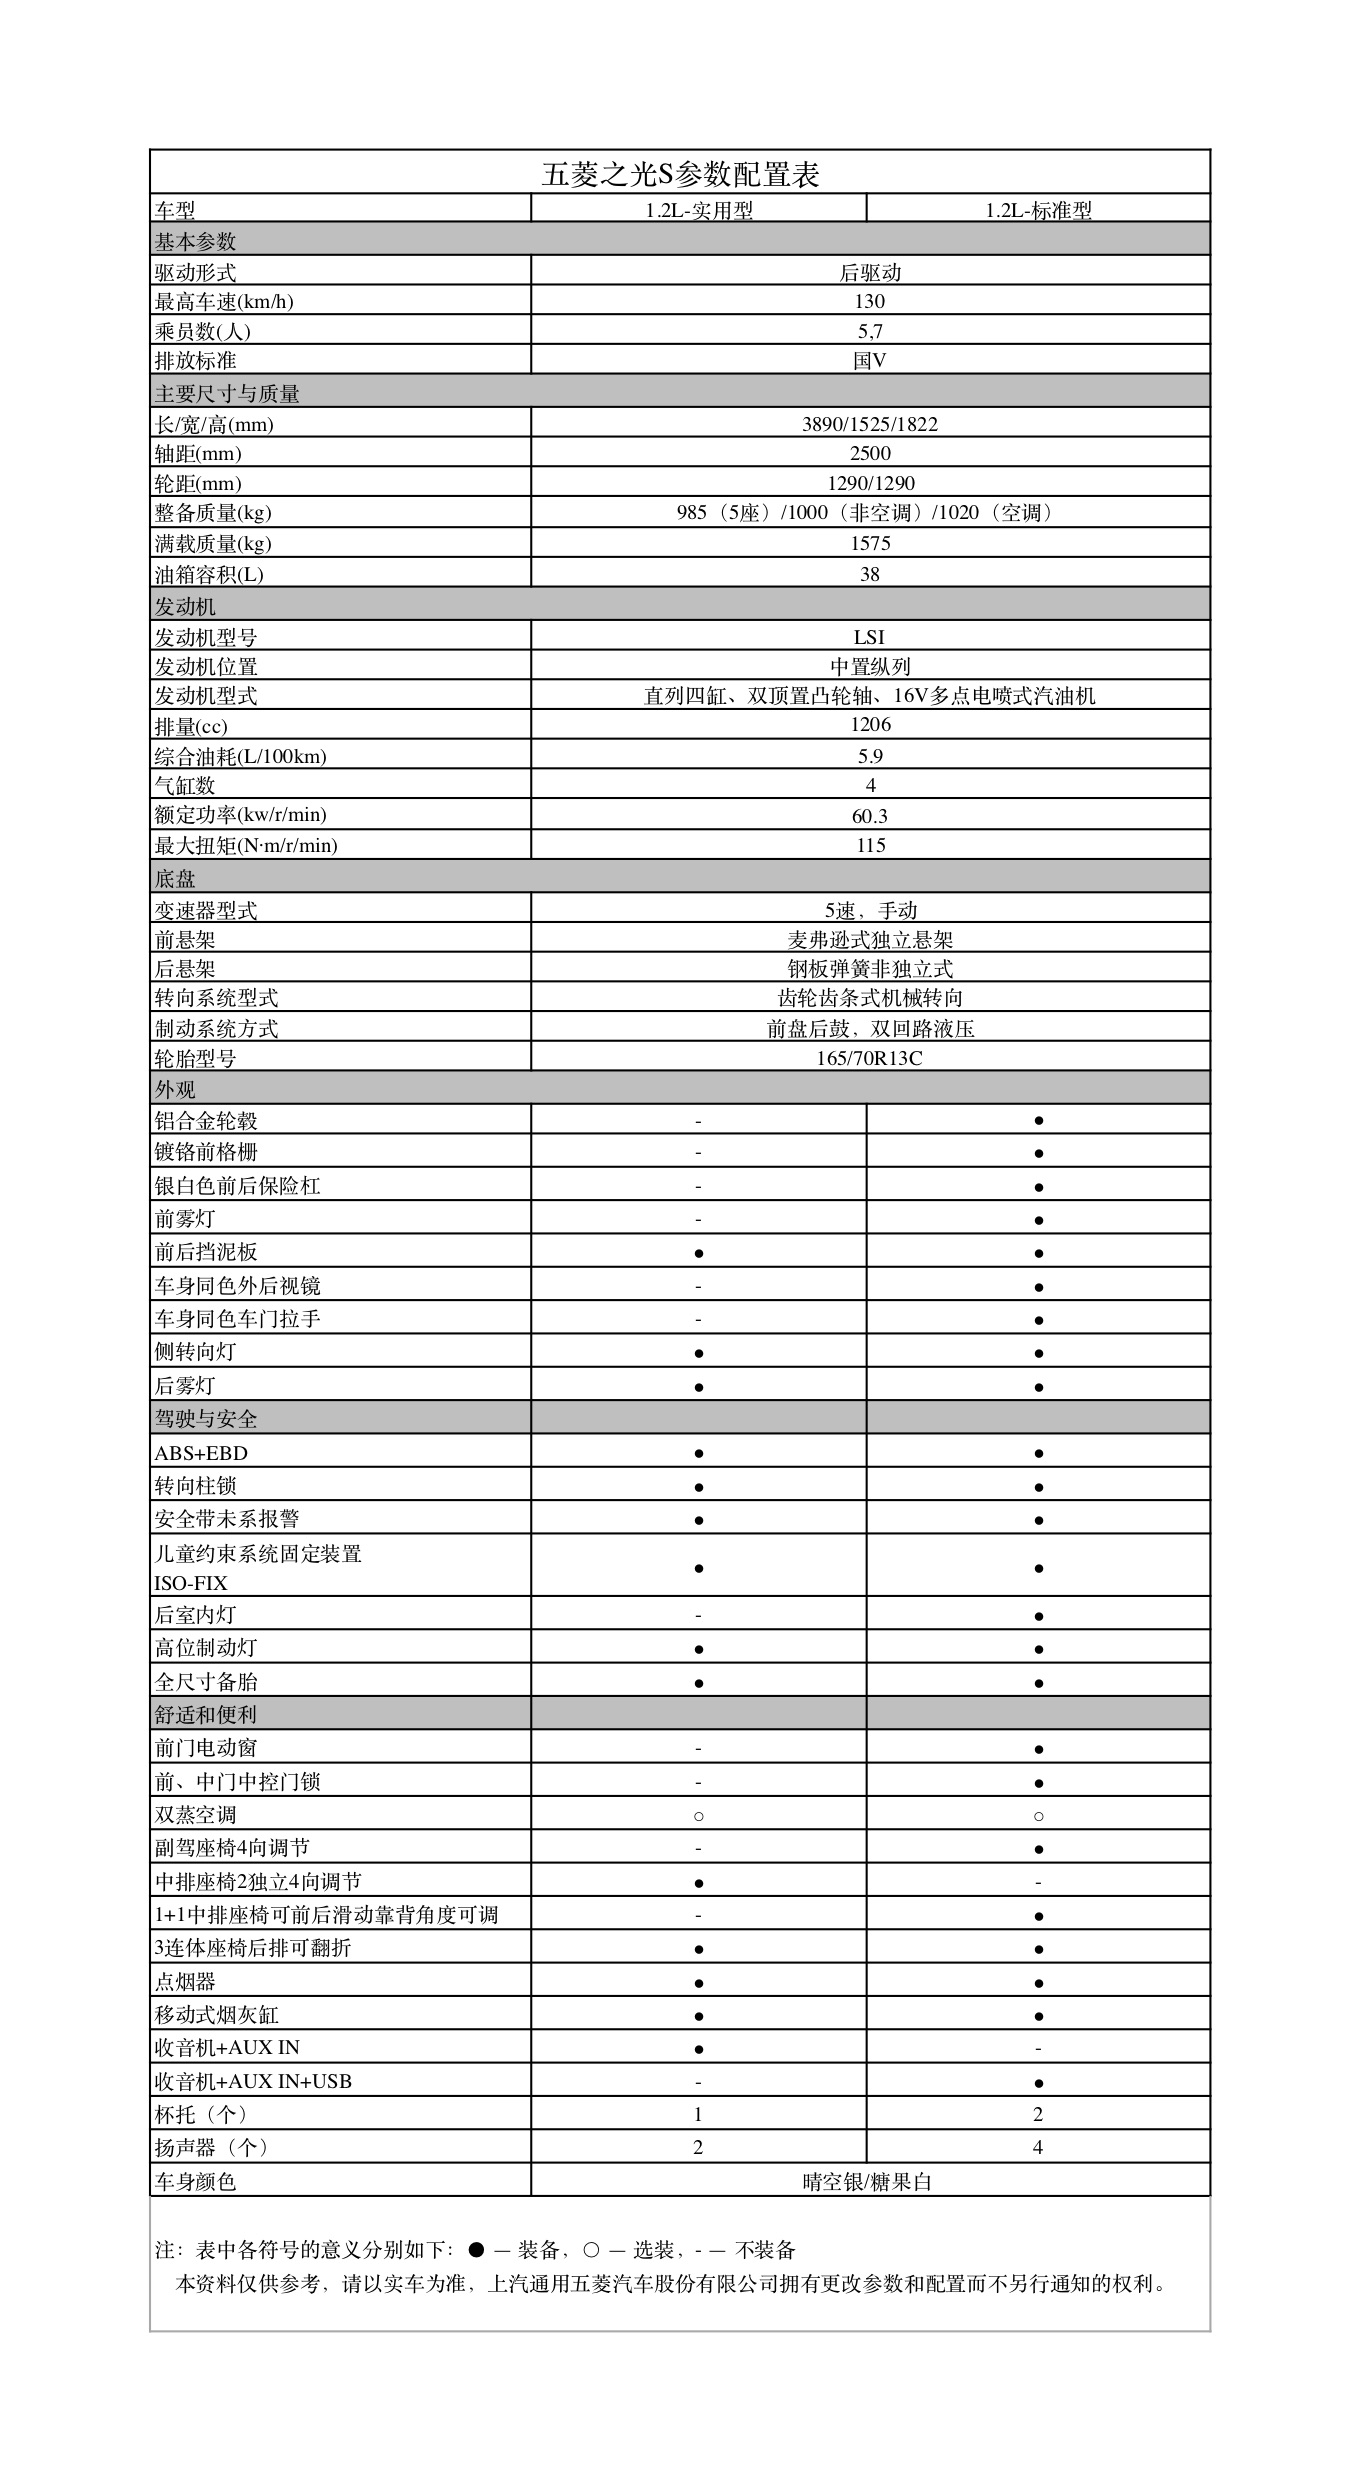 五菱之光S参数配置表
车型 1.2L-实用型 1.2L-标准型
基本参数
驱动形式 后驱动
最高车速(km/h) 130
乘员数(人) 5,7
排放标准 国V
主要尺寸与质量
长/宽/高(mm) 3890/1525/1822
轴距(mm) 2500
轮距(mm) 1290/1290
整备质量(kg) 985（5座）/1000（非空调）/1020（空调）
满载质量(kg) 1575
油箱容积(L) 38
发动机
发动机型号 LSI
发动机位置 中置纵列
发动机型式 直列四缸、双顶置凸轮轴、16V多点电喷式汽油机
排量(cc) 1206
综合油耗(L/100km) 5.9
气缸数 4
额定功率(kw/r/min) 60.3
最大扭矩(N·m/r/min) 115
底盘
变速器型式 5速，手动
前悬架 麦弗逊式独立悬架
后悬架 钢板弹簧非独立式
转向系统型式 齿轮齿条式机械转向
制动系统方式 前盘后鼓，双回路液压
轮胎型号 165/70R13C
外观
铝合金轮毂 - ●
镀铬前格栅 - ●
银白色前后保险杠 - ●
前雾灯 - ●
前后挡泥板 ● ●
车身同色外后视镜 - ●
车身同色车门拉手 - ●
侧转向灯 ● ●
后雾灯 ● ●
驾驶与安全
ABS+EBD ● ●
转向柱锁 ● ●
安全带未系报警 ● ●
儿童约束系统固定装置
ISO-FIX ● ●
后室内灯 - ●
高位制动灯 ● ●
全尺寸备胎 ● ●
舒适和便利
前门电动窗 - ●
前、中门中控门锁 - ●
双蒸空调 ○ ○
副驾座椅4向调节 - ●
中排座椅2独立4向调节 ● -
1+1中排座椅可前后滑动靠背角度可调 - ●
3连体座椅后排可翻折 ● ●
点烟器 ● ●
移动式烟灰缸 ● ●
收音机+AUX IN ● -
收音机+AUX IN+USB - ●
杯托（个） 1 2
扬声器（个） 2 4
车身颜色 晴空银/糖果白
注：表中各符号的意义分别如下：● — 装备，○ — 选装，- — 不装备
本资料仅供参考，请以实车为准，上汽通用五菱汽车股份有限公司拥有更改参数和配置而不另行通知的权利。